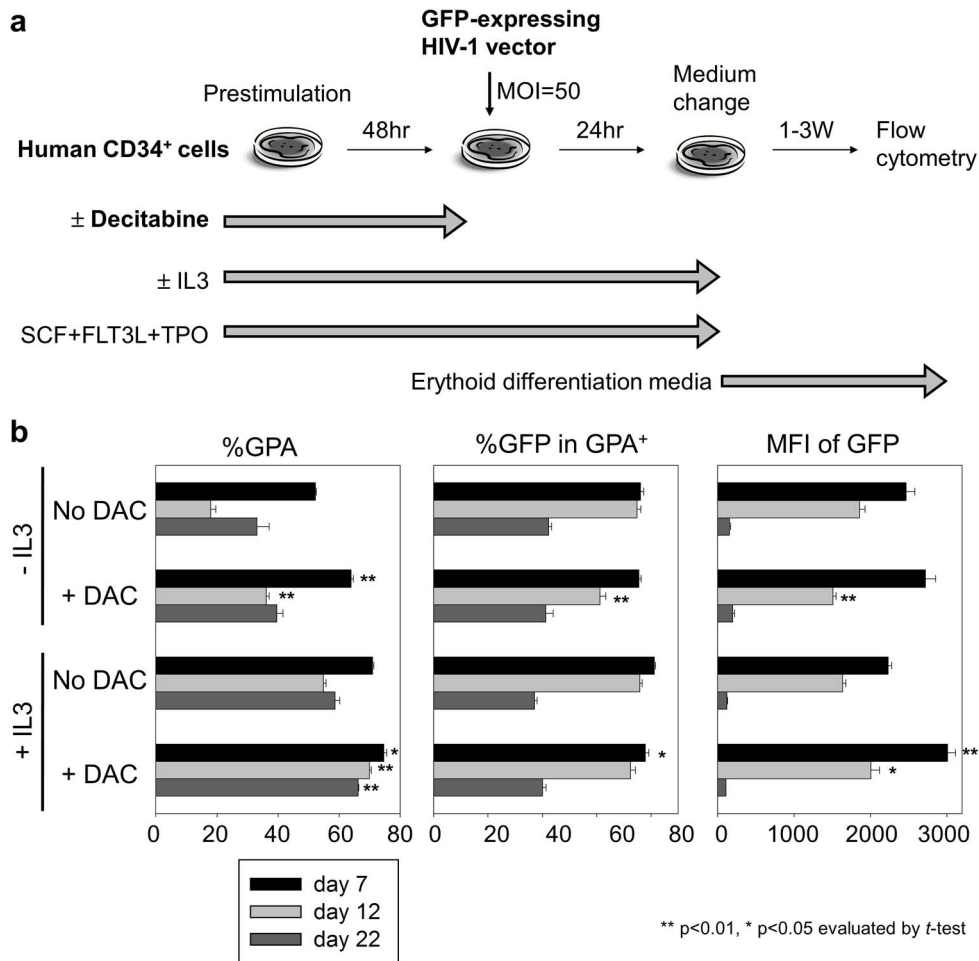 a
GFP-expressing
HIV-1 vector
MOI=50
Prestimulation
Medium
change
Human CD34⁺ cells
48hr
24hr
1-3W
Flow
cytometry
± Decitabine
± IL3
SCF+FLT3L+TPO
Erythoid differentiation media
b
%GPA
%GFP in GPA⁺
MFI of GFP
- IL3
No DAC
+ DAC
**
**
**
**
+ IL3
No DAC
+ DAC
*
**
**
*
**
*
0 20 40 60 80
0 20 40 60 80
0 1000 2000 3000
day 7
day 12
day 22
** p<0.01, * p<0.05 evaluated by t-test